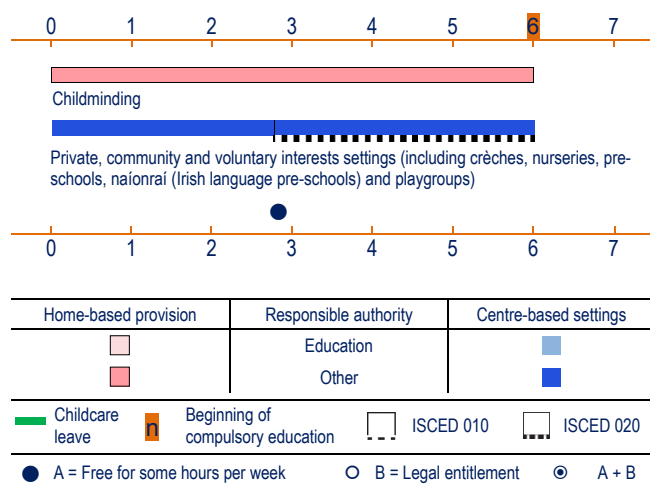 0 1 2 3 4 5 6 7
Childminding
Private, community and voluntary interests settings (including crèches, nurseries, pre-
schools, naíonraí (Irish language pre-schools) and playgroups)
0 1 2 3 4 5 6 7
Home-based provision Responsible authority Centre-based settings
Education
Other
Childcare leave n Beginning of compulsory education ISCED 010 ISCED 020
A = Free for some hours per week B = Legal entitlement A + B